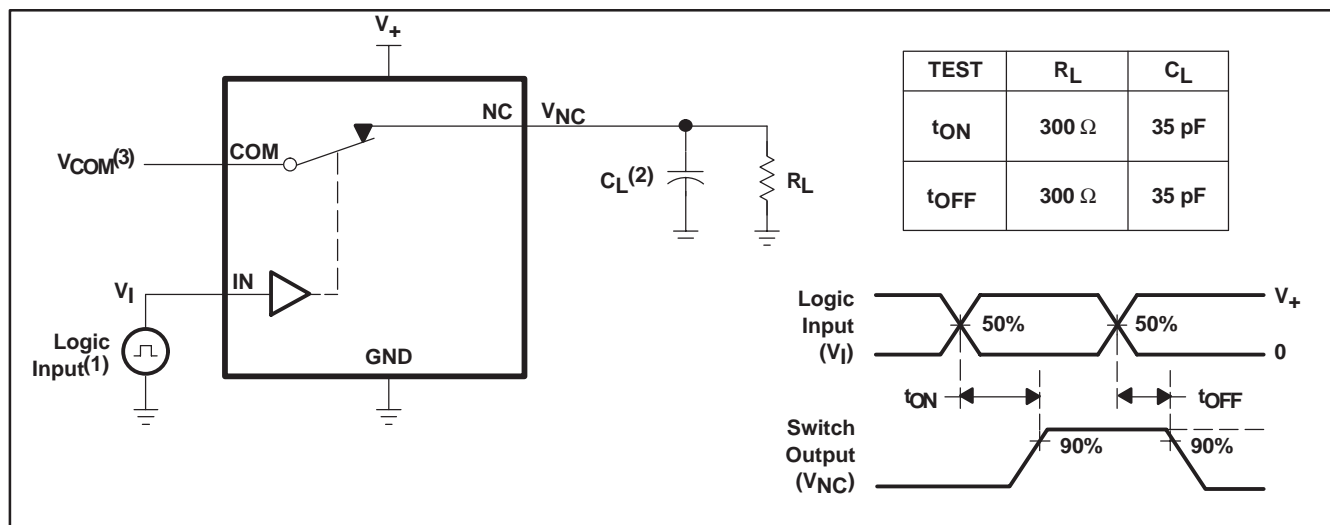 V+
NC
VNC
COM
VCOM(3)
CL(2)
RL
IN
VI
Logic
Input(1)
GND
TEST RL CL
tON 300 Ω 35 pF
tOFF 300 Ω 35 pF
Logic
Input
(VI)
50%
50%
V+
0
tON
tOFF
Switch
Output
(VNC)
90%
90%